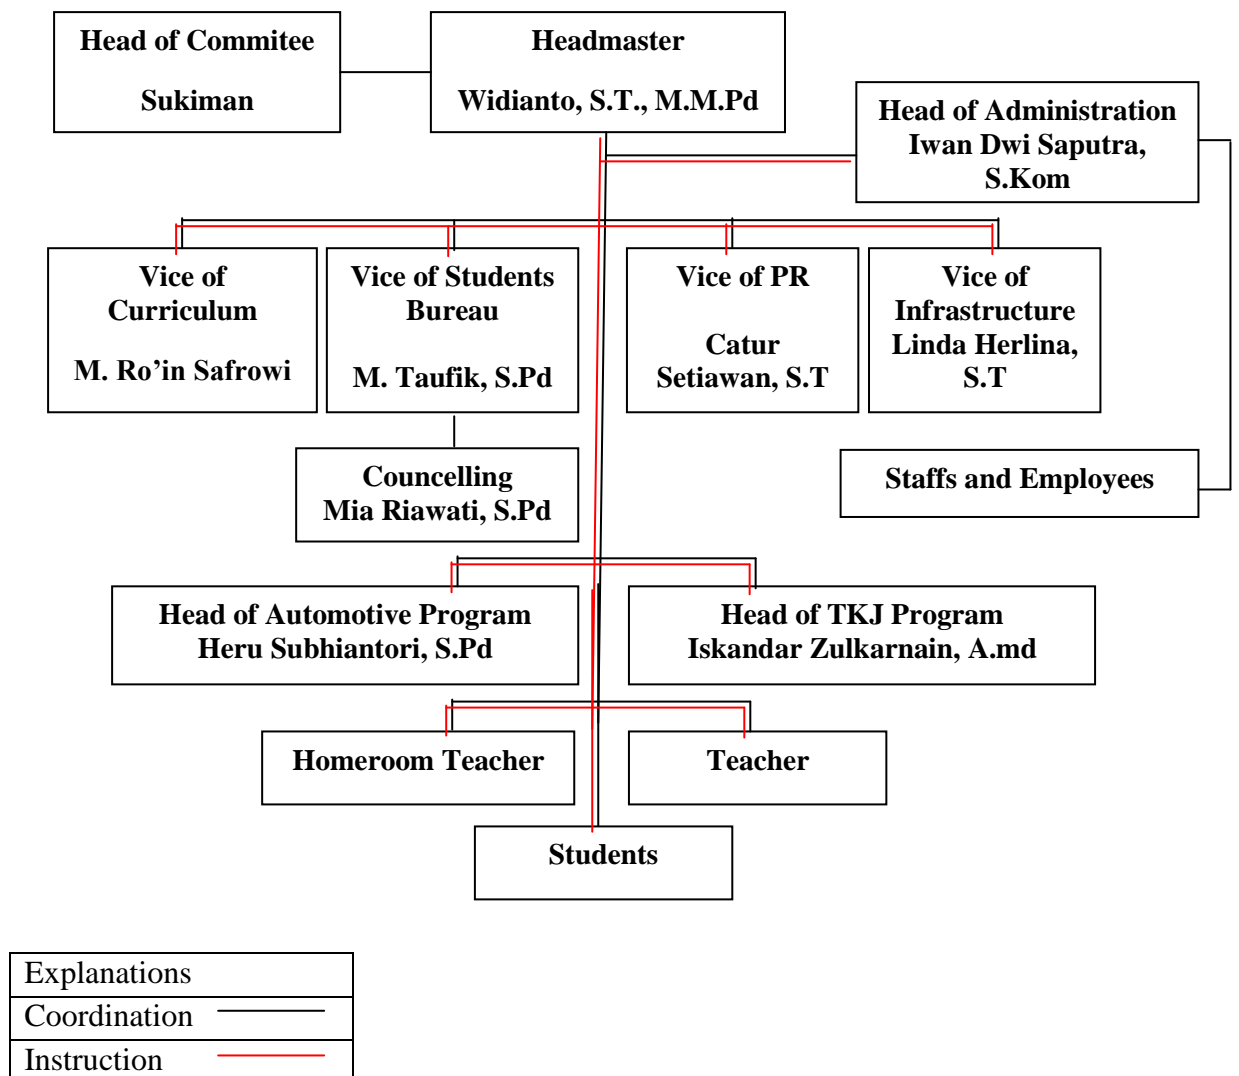 Head of Commitee
Sukiman
Headmaster
Widianto, S.T., M.M.Pd
Head of Administration
Iwan Dwi Saputra,
S.Kom
Vice of
Curriculum
M. Ro’in Safrowi
Vice of Students
Bureau
M. Taufik, S.Pd
Vice of PR
Catur
Setiawan, S.T
Vice of
Infrastructure
Linda Herlina,
S.T
Councelling
Mia Riawati, S.Pd
Staffs and Employees
Head of Automotive Program
Heru Subhiantori, S.Pd
Head of TKJ Program
Iskandar Zulkarnain, A.md
Homeroom Teacher
Teacher
Students
Explanations
Coordination
Instruction